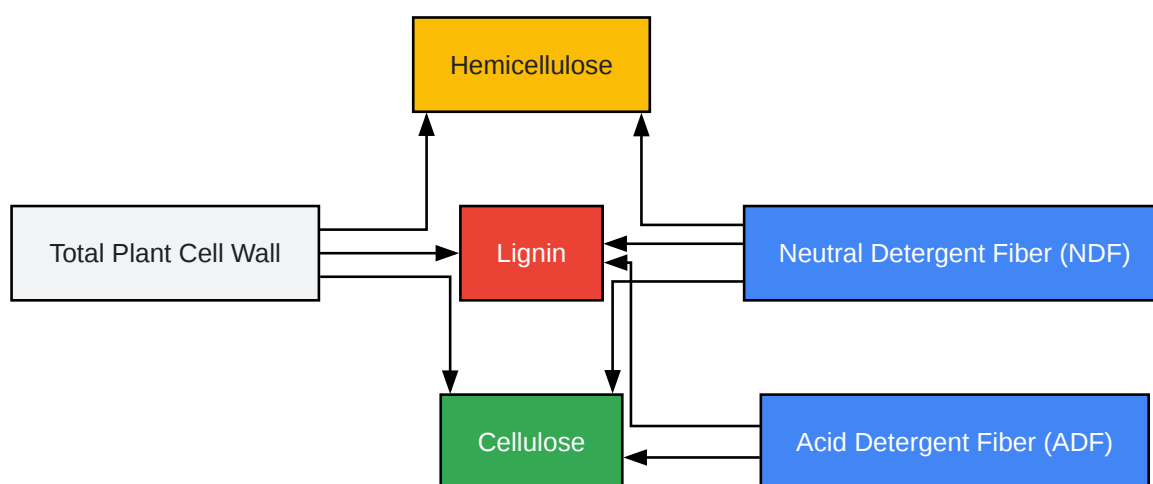 Hemicellulose
Total Plant Cell Wall
Lignin
Neutral Detergent Fiber (NDF)
Cellulose
Acid Detergent Fiber (ADF)